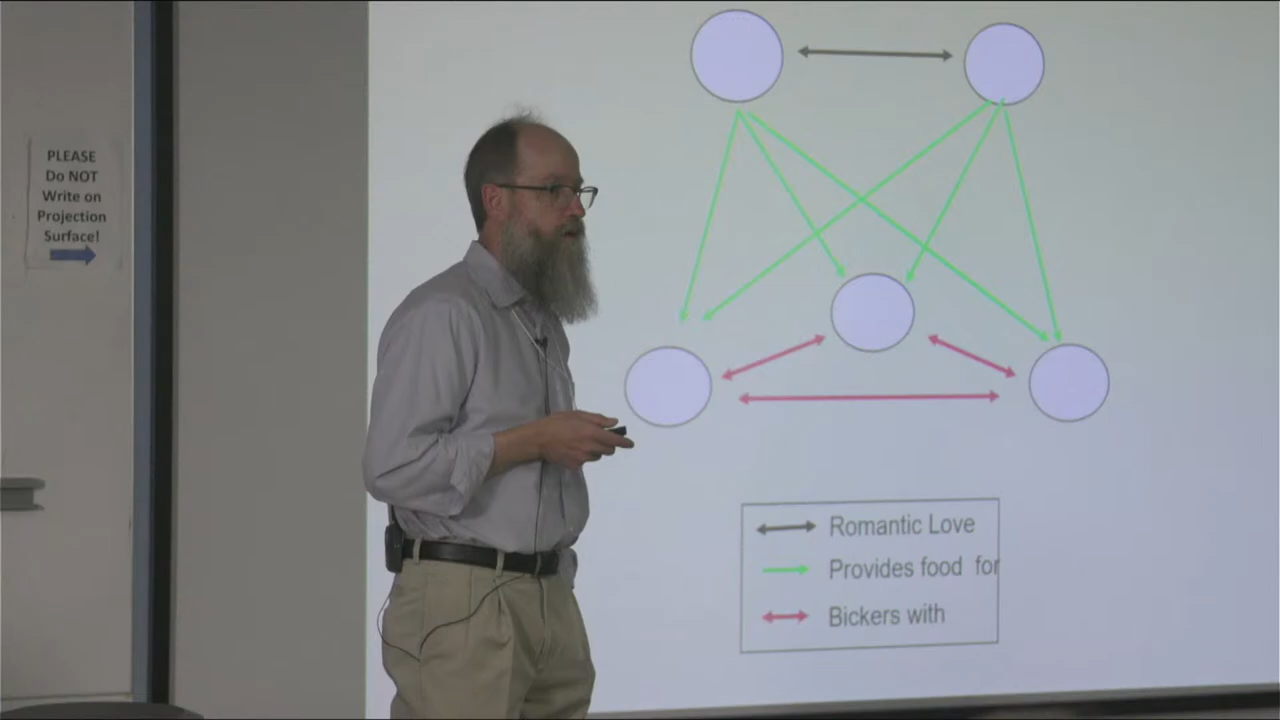 PLEASE
Do NOT
Write on
Projection
Surface!
Romantic Love
Provides food for
Bickers with